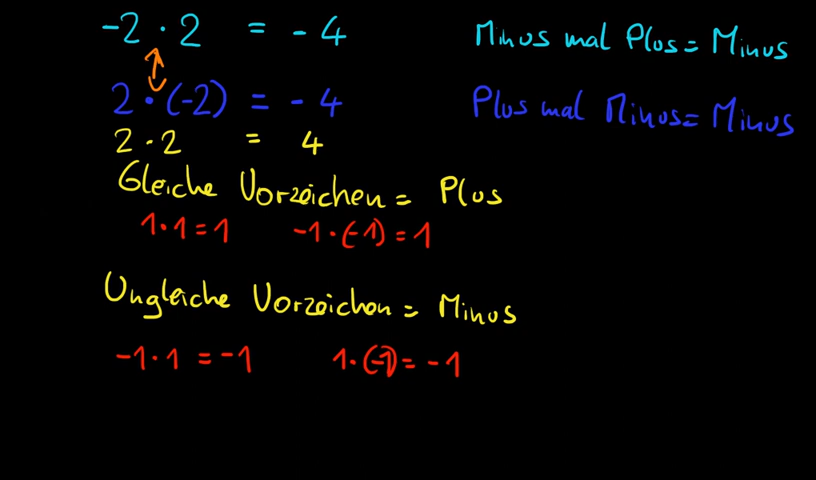 -2 · 2 = - 4 Minus mal Plus = Minus
2 · (-2) = - 4 Plus mal Minus = Minus
2 · 2 = 4
Gleiche Vorzeichen = Plus
1 · 1 = 1 -1 · (-1) = 1
Ungleiche Vorzeichen = Minus
-1 · 1 = -1 1 · (-1) = -1